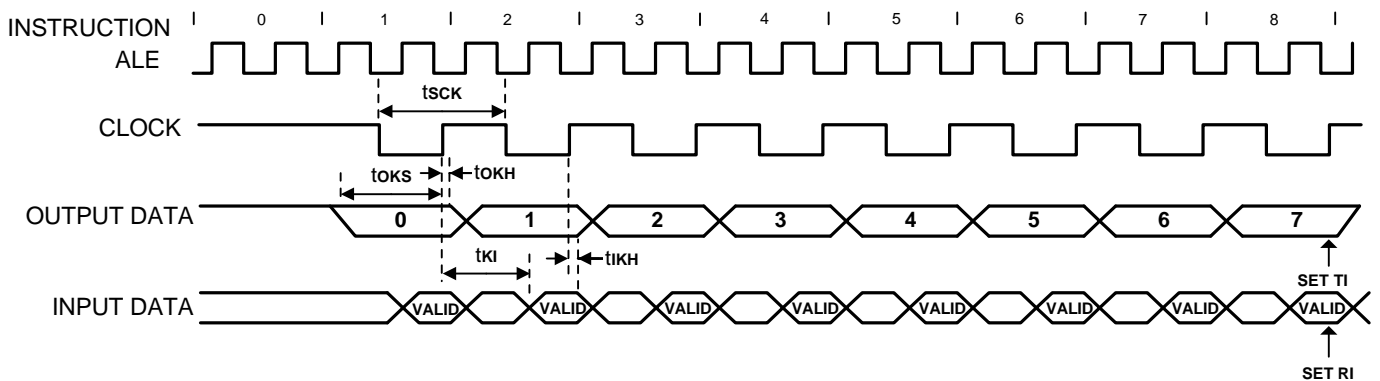 INSTRUCTION 0 1 2 3 4 5 6 7 8
ALE
tSCK
CLOCK
tOKS tOKH
OUTPUT DATA 0 1 2 3 4 5 6 7
tKI tIKH
SET TI
INPUT DATA VALID VALID VALID VALID VALID VALID VALID VALID
SET RI